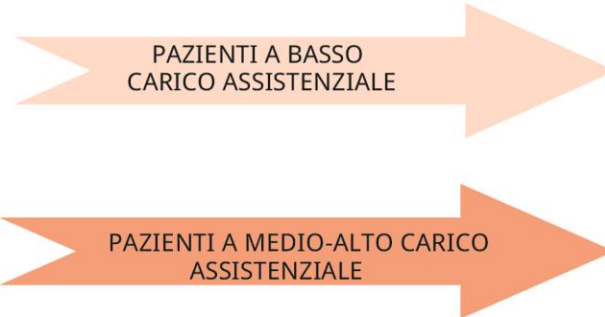 PAZIENTI A BASSO
CARICO ASSISTENZIALE
PAZIENTI A MEDIO-ALTO CARICO
ASSISTENZIALE